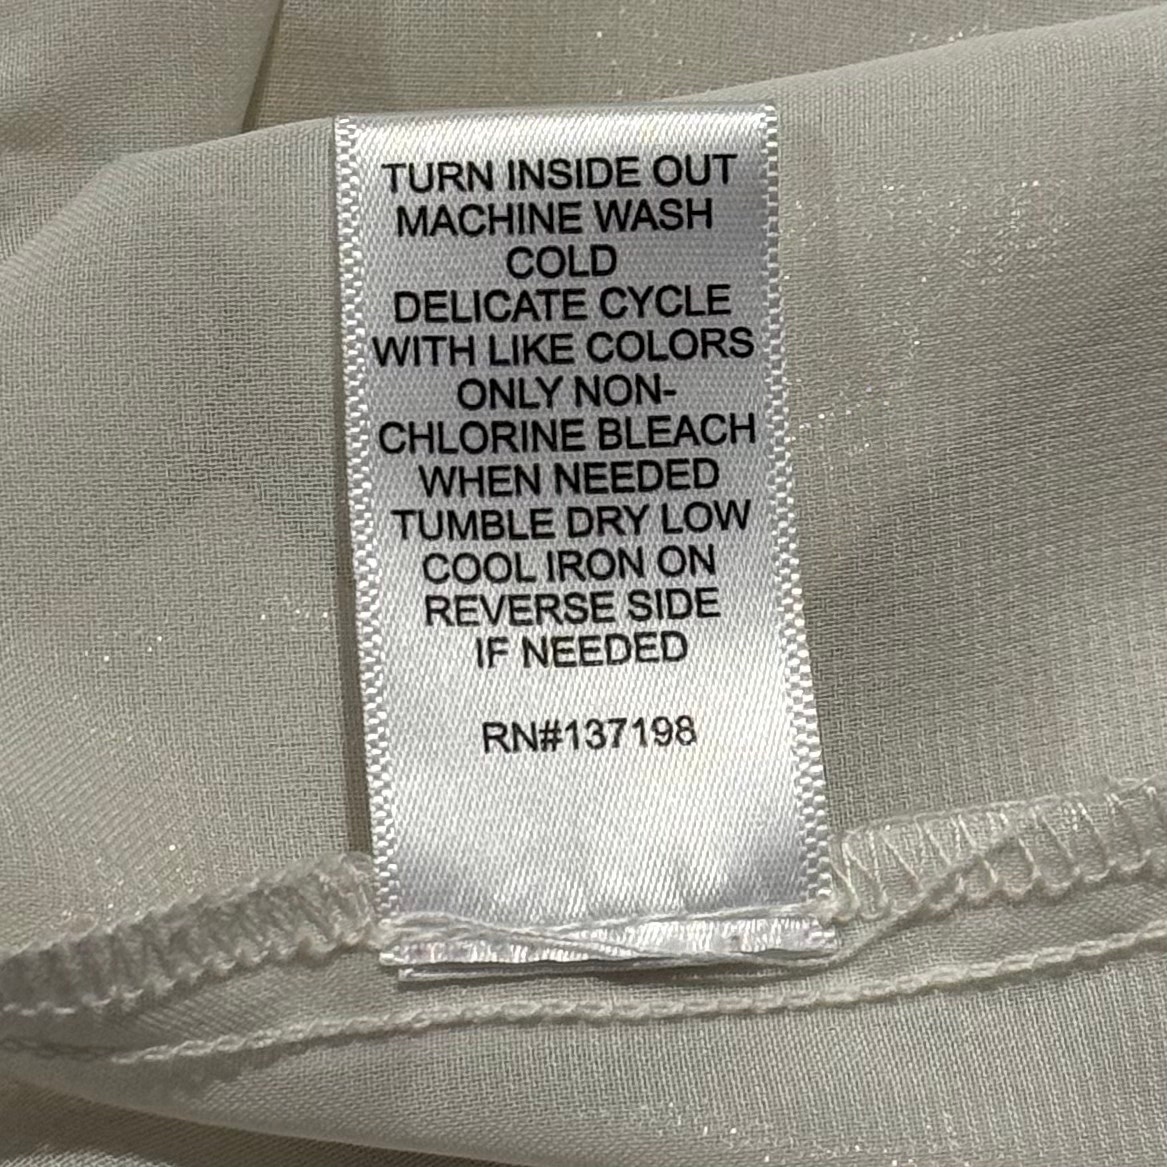 TURN INSIDE OUT
MACHINE WASH
COLD
DELICATE CYCLE
WITH LIKE COLORS
ONLY NON-
CHLORINE BLEACH
WHEN NEEDED
TUMBLE DRY LOW
COOL IRON ON
REVERSE SIDE
IF NEEDED
RN#137198